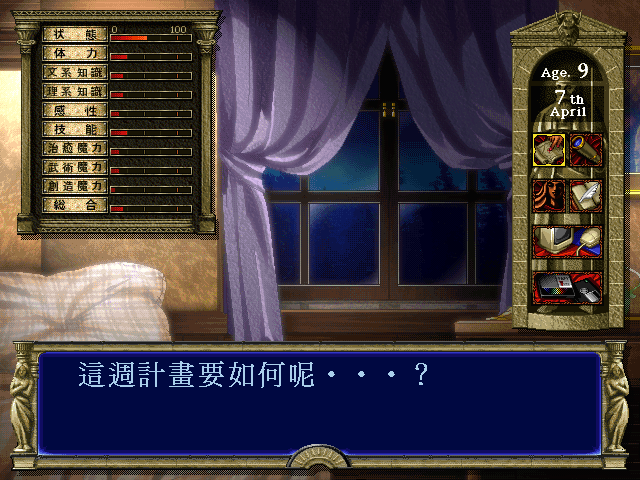 状態
0 100
体力
文系知識
理系知識
感性
技能
治癒魔力
武術魔力
創造魔力
総合
Age. 9
7th
April
這週計畫要如何呢・・・？